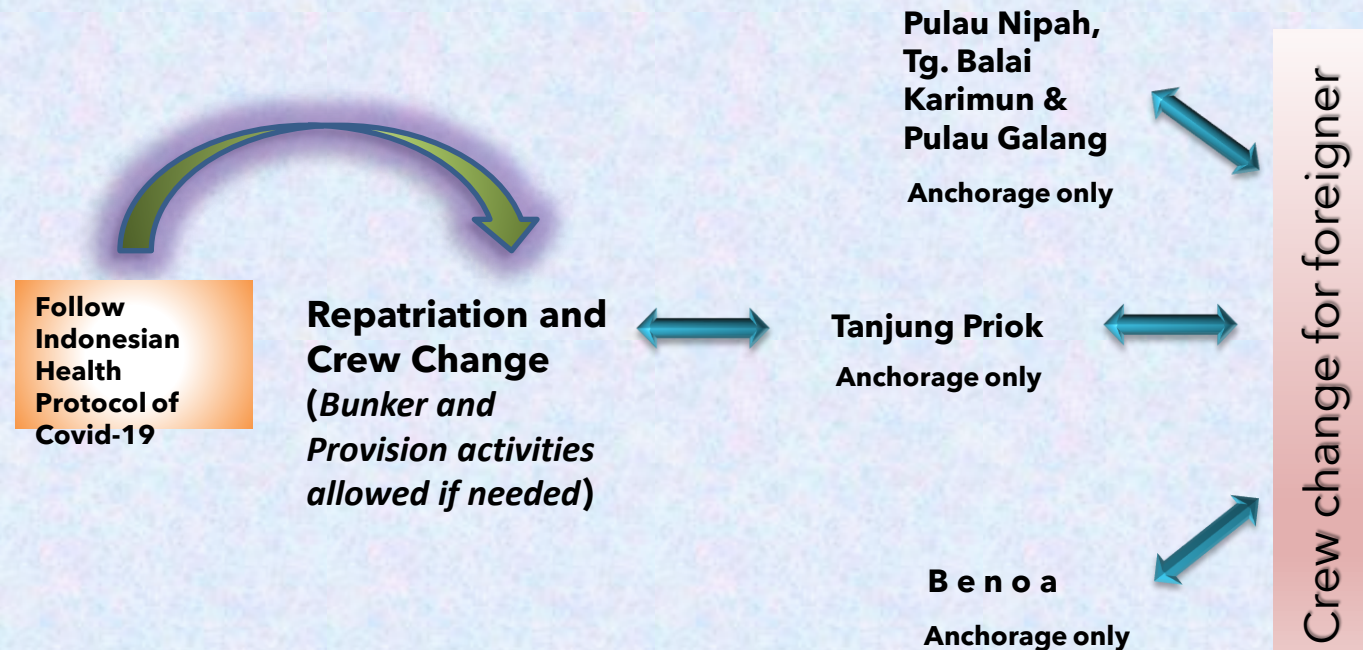 Follow
Indonesian
Health
Protocol of
Covid-19
Repatriation and
Crew Change
(Bunker and
Provision activities
allowed if needed)
Pulau Nipah,
Tg. Balai
Karimun &
Pulau Galang
Anchorage only
Tanjung Priok
Anchorage only
B e n o a
Anchorage only
Crew change for foreigner